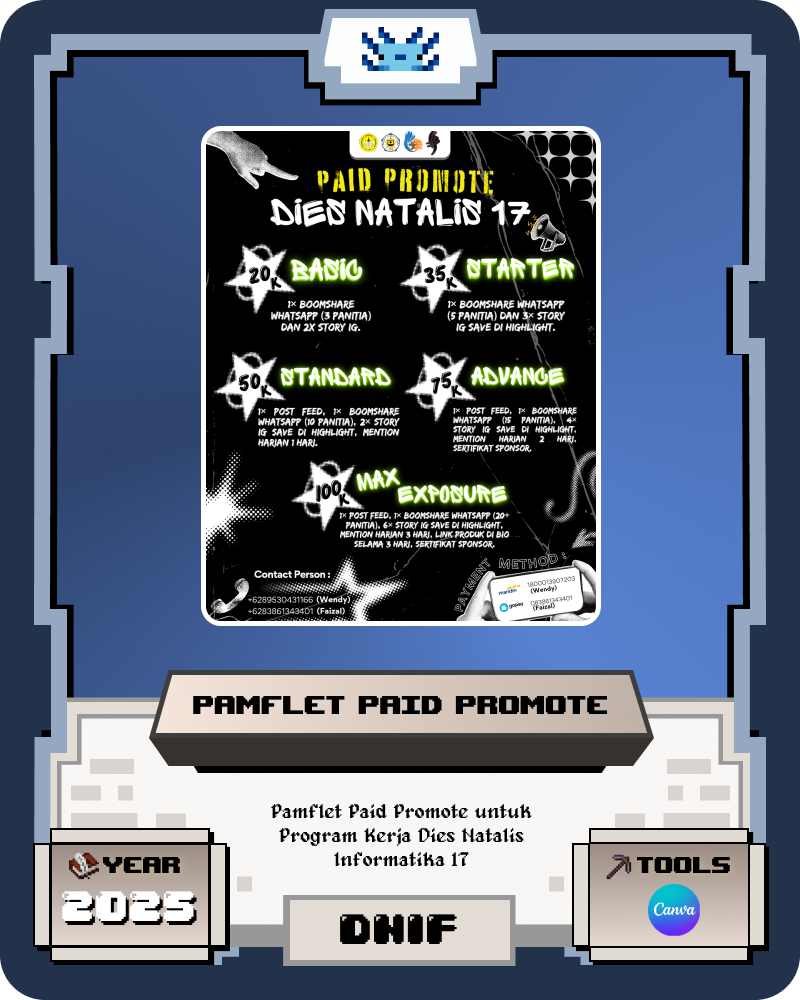 PAID PROMOTE
DIES NATALIS 17
20K BASIC
1× BOOMSHARE
WHATSAPP (3 PANITIA)
DAN 2X STORY IG.
35K STARTER
1× BOOMSHARE WHATSAPP
(5 PANITIA) DAN 3× STORY
IG SAVE DI HIGHLIGHT.
50K STANDARD
1× POST FEED, 1× BOOMSHARE
WHATSAPP (10 PANITIA), 2× STORY
IG SAVE DI HIGHLIGHT, MENTION
HARIAN 1 HARI.
75K ADVANCE
1× POST FEED, 1× BOOMSHARE
WHATSAPP (15 PANITIA), 4×
STORY IG SAVE DI HIGHLIGHT,
MENTION HARIAN 2 HARI,
SERTIFIKAT SPONSOR.
100K MAX
EXPOSURE
1× POST FEED, 1× BOOMSHARE WHATSAPP (20+
PANITIA), 6× STORY IG SAVE DI HIGHLIGHT,
MENTION HARIAN 3 HARI, LINK PRODUK DI BIO
SELAMA 3 HARI, SERTIFIKAT SPONSOR.
Contact Person :
+6289530431166 (Wendy)
+6283861343401 (Faizal)
PAYMENT METHOD :
mandiri 1800013807203
(Wendy)
gopay 083861343401
(Faizal)
PAMFLET PAID PROMOTE
Pamflet Paid Promote untuk
Program Kerja Dies Natalis
Informatika 17
YEAR
2025
TOOLS
Canva
DNIF